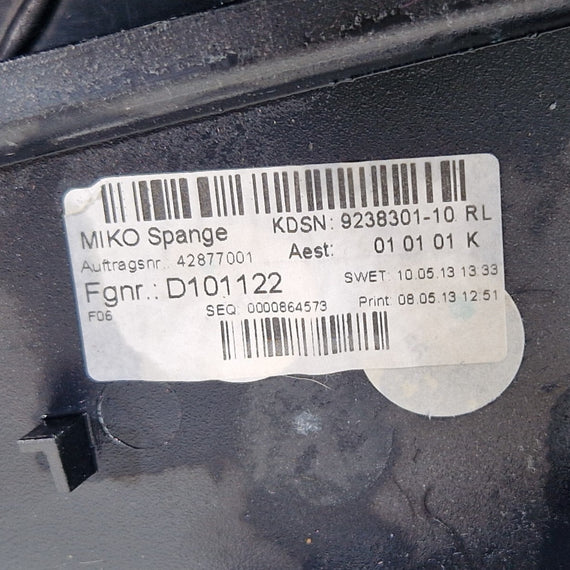 MIKO Spange KDSN: 9238301-10 RL
Auftragsnr.: 42877001 Aest: 01 01 01 K
Fgnr.: D101122 SWET: 10.05.13 13:33
F06 SEQ: 0000864573 Print: 08.05.13 12:51